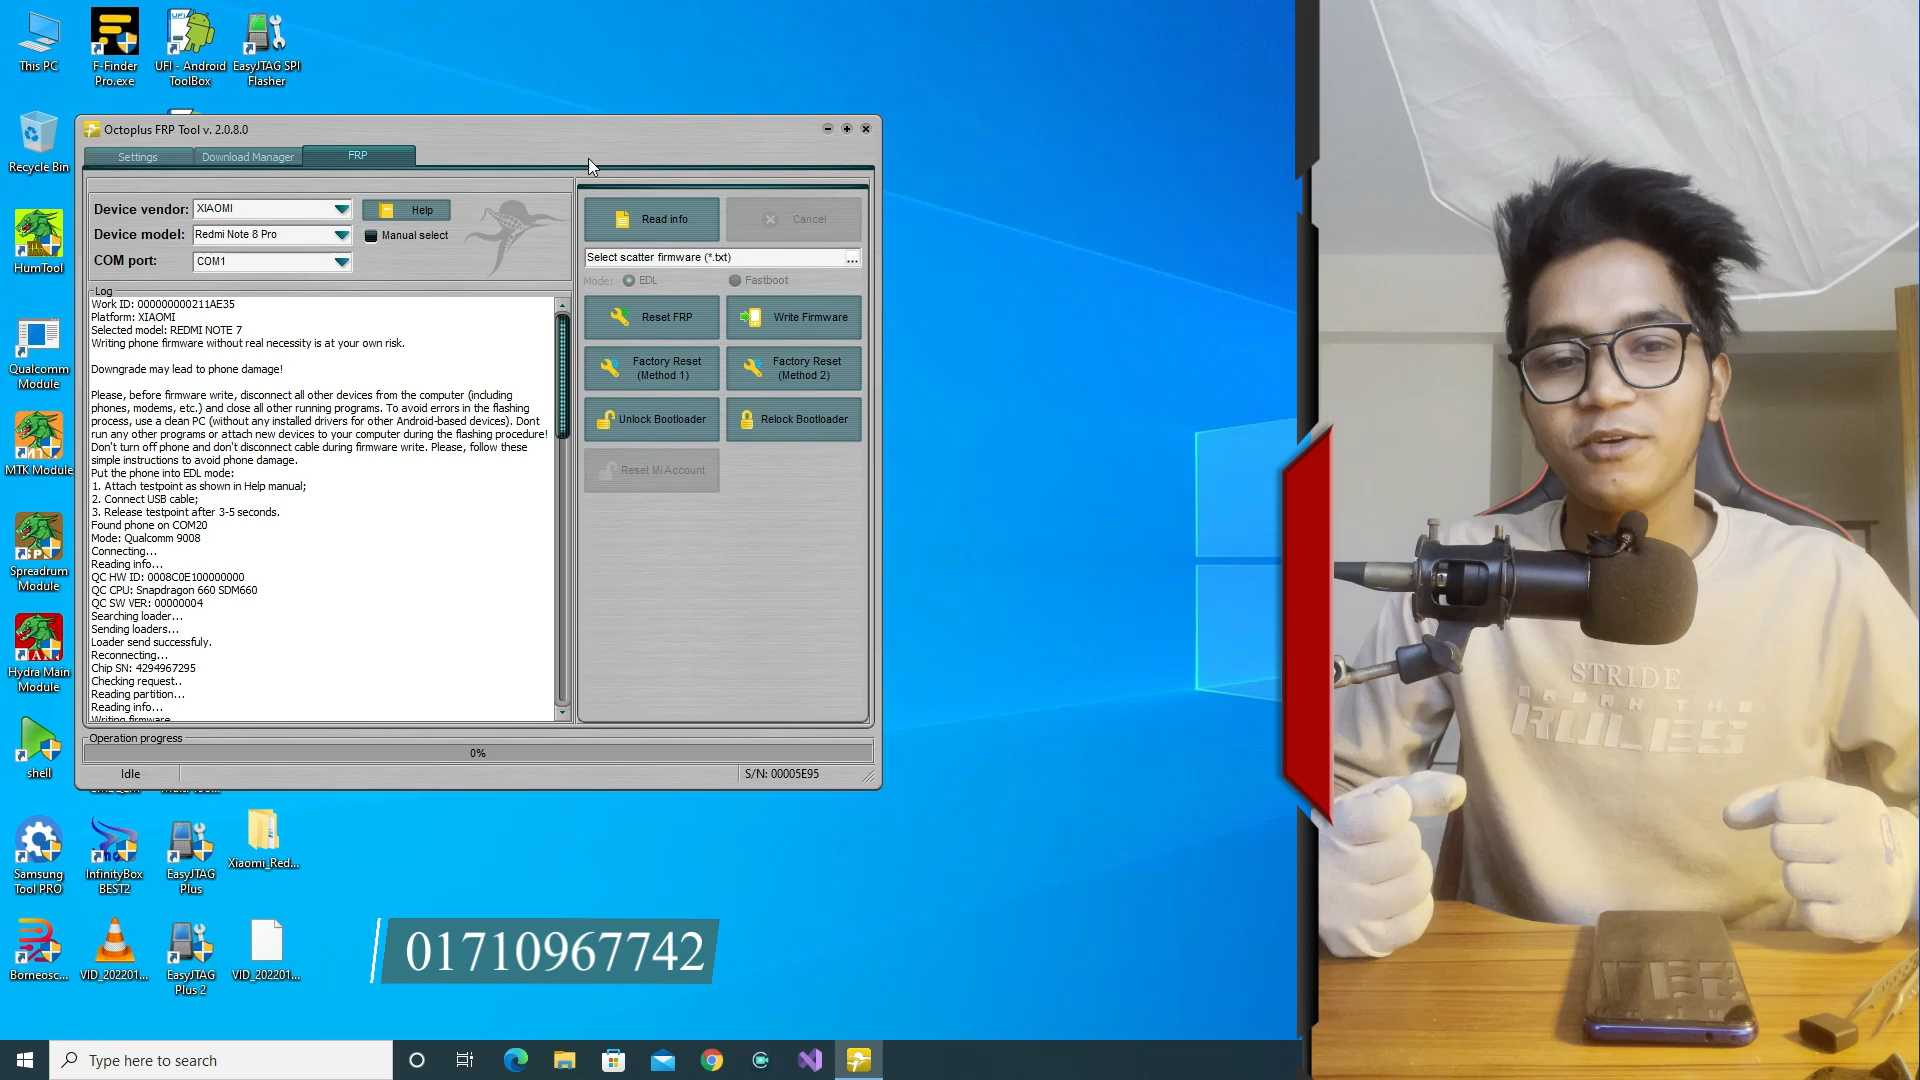 This PC
F-Finder
Pro.exe
UFI - Android
ToolBox
EasyJTAG SPI
Flasher
Recycle Bin
HumTool
Qualcomm
Module
MTK Module
Spreadrum
Module
Hydra Main
Module
shell
Samsung
Tool PRO
InfinityBox
BEST2
EasyJTAG
Plus
Xiaomi_Red...
Borneosc...
VID_202201...
EasyJTAG
Plus 2
VID_202201...
Octoplus FRP Tool v. 2.0.8.0
Settings
Download Manager
FRP
Device vendor: XIAOMI
Help
Device model: Redmi Note 8 Pro
Manual select
COM port: COM1
Log
Work ID: 000000000211AE35
Platform: XIAOMI
Selected model: REDMI NOTE 7
Writing phone firmware without real necessity is at your own risk.
Downgrade may lead to phone damage!
Please, before firmware write, disconnect all other devices from the computer (including
phones, modems, etc.) and close all other running programs. To avoid errors in the flashing
process, use a clean PC (without any installed drivers for other Android-based devices). Dont
run any other programs or attach new devices to your computer during the flashing procedure!
Don't turn off phone and don't disconnect cable during firmware write. Please, follow these
simple instructions to avoid phone damage.
Put the phone into EDL mode:
1. Attach testpoint as shown in Help manual;
2. Connect USB cable;
3. Release testpoint after 3-5 seconds.
Found phone on COM20
Mode: Qualcomm 9008
Connecting...
Reading info...
QC HW ID: 0008C0E100000000
QC CPU: Snapdragon 660 SDM660
QC SW VER: 00000004
Searching loader...
Sending loaders...
Loader send successfuly.
Reconnecting...
Chip SN: 4294967295
Checking request..
Reading partition...
Reading info...
Writing firmware
Read info
Cancel
Select scatter firmware (*.txt)
...
Mode: EDL
Fastboot
Reset FRP
Write Firmware
Factory Reset
(Method 1)
Factory Reset
(Method 2)
Unlock Bootloader
Relock Bootloader
Reset Mi Account
Operation progress
0%
Idle
S/N: 00005E95
01710967742
Type here to search
STRIDE
RULES